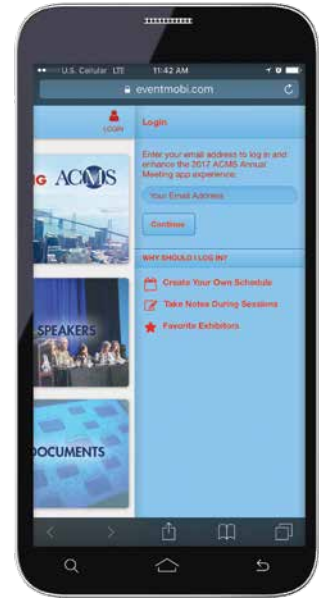 U.S. Cellular LTE 11:42 AM
eventmobi.com
LOGIN
Login
Enter your email address to log in and
enhance the 2017 ACMS Annual
Meeting app experience.
Your Email Address
Continue
WHY SHOULD I LOG IN?
Create Your Own Schedule
Take Notes During Sessions
Favorite Exhibitors
G ACMS
SPEAKERS
DOCUMENTS